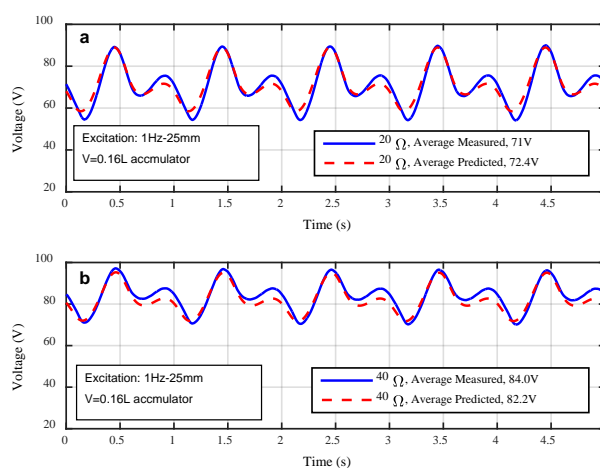 100
a
80
60
40
20
Voltage (V)
Excitation: 1Hz-25mm
V=0.16L accmulator
20 Ω, Average Measured, 71V
20 Ω, Average Predicted, 72.4V
0 0.5 1 1.5 2 2.5 3 3.5 4 4.5
Time (s)
100
b
80
60
40
20
Voltage (V)
Excitation: 1Hz-25mm
V=0.16L accmulator
40 Ω, Average Measured, 84.0V
40 Ω, Average Predicted, 82.2V
0 0.5 1 1.5 2 2.5 3 3.5 4 4.5
Time (s)